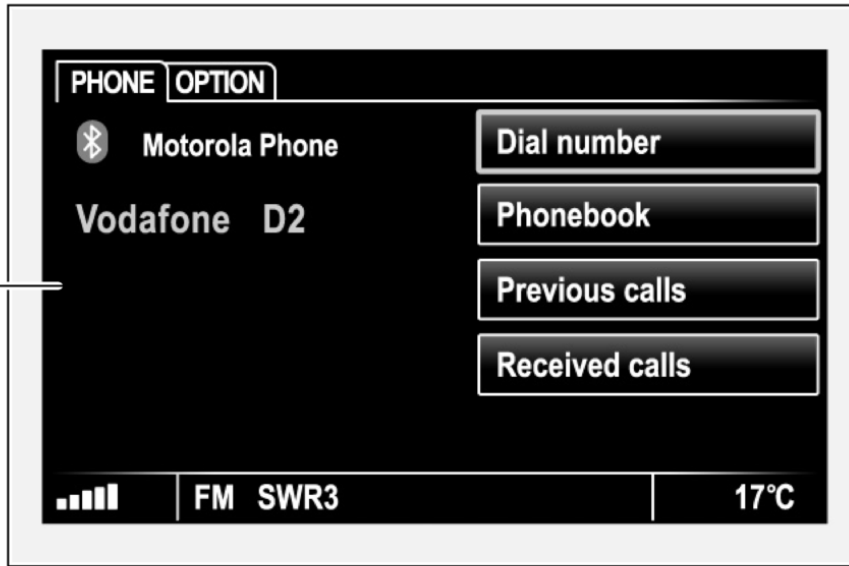 PHONE OPTION
Motorola Phone
Vodafone D2
Dial number
Phonebook
Previous calls
Received calls
FM SWR3
17°C